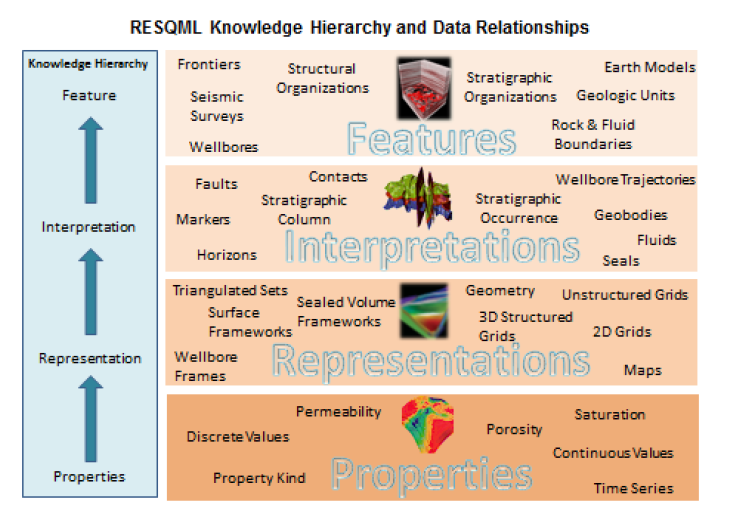 RESQML Knowledge Hierarchy and Data Relationships
Knowledge Hierarchy
Feature
Interpretation
Representation
Properties
Frontiers
Structural
Organizations
Seismic
Surveys
Wellbores
Stratigraphic
Organizations
Earth Models
Geologic Units
Rock & Fluid
Boundaries
Features
Faults
Contacts
Stratigraphic
Column
Markers
Horizons
Stratigraphic
Occurrence
Wellbore Trajectories
Geobodies
Fluids
Seals
Interpretations
Triangulated Sets
Surface
Frameworks
Sealed Volume
Frameworks
Wellbore
Frames
Geometry
3D Structured
Grids
Unstructured Grids
2D Grids
Maps
Representations
Permeability
Discrete Values
Property Kind
Porosity
Saturation
Continuous Values
Time Series
Properties